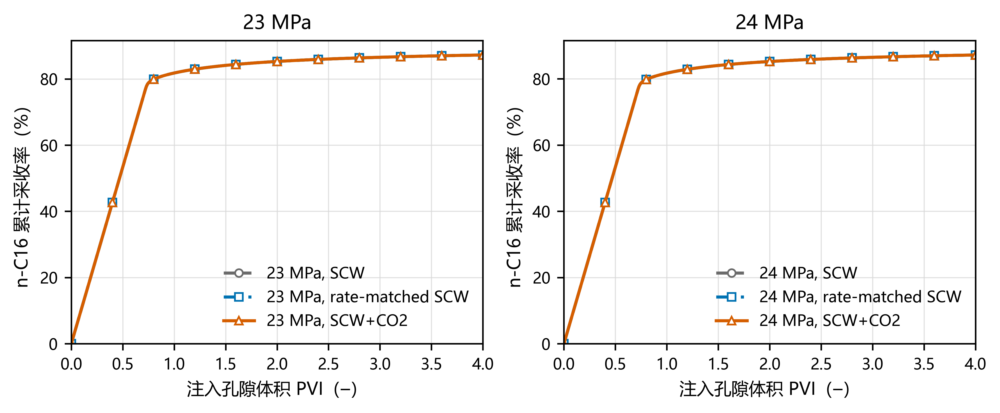 23 MPa
n-C16 累计采收率 (%)
80
60
40
20
0
23 MPa, SCW
23 MPa, rate-matched SCW
23 MPa, SCW+CO2
0.0 0.5 1.0 1.5 2.0 2.5 3.0 3.5 4.0
注入孔隙体积 PVI (−)
24 MPa
n-C16 累计采收率 (%)
80
60
40
20
0
24 MPa, SCW
24 MPa, rate-matched SCW
24 MPa, SCW+CO2
0.0 0.5 1.0 1.5 2.0 2.5 3.0 3.5 4.0
注入孔隙体积 PVI (−)